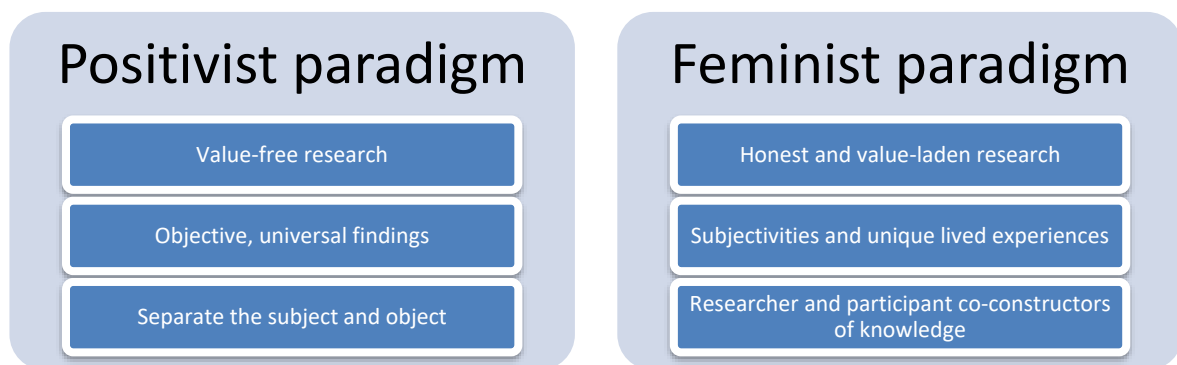 Positivist paradigm
Value-free research
Objective, universal findings
Separate the subject and object
Feminist paradigm
Honest and value-laden research
Subjectivities and unique lived experiences
Researcher and participant co-constructors
of knowledge